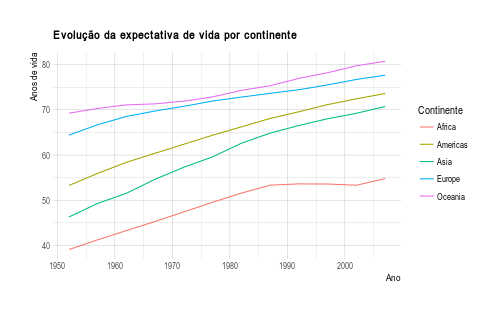 Evolução da expectativa de vida por continente
Anos de vida
80
70
60
50
40
1950
1960
1970
1980
1990
2000
Ano
Continente
Africa
Americas
Asia
Europe
Oceania